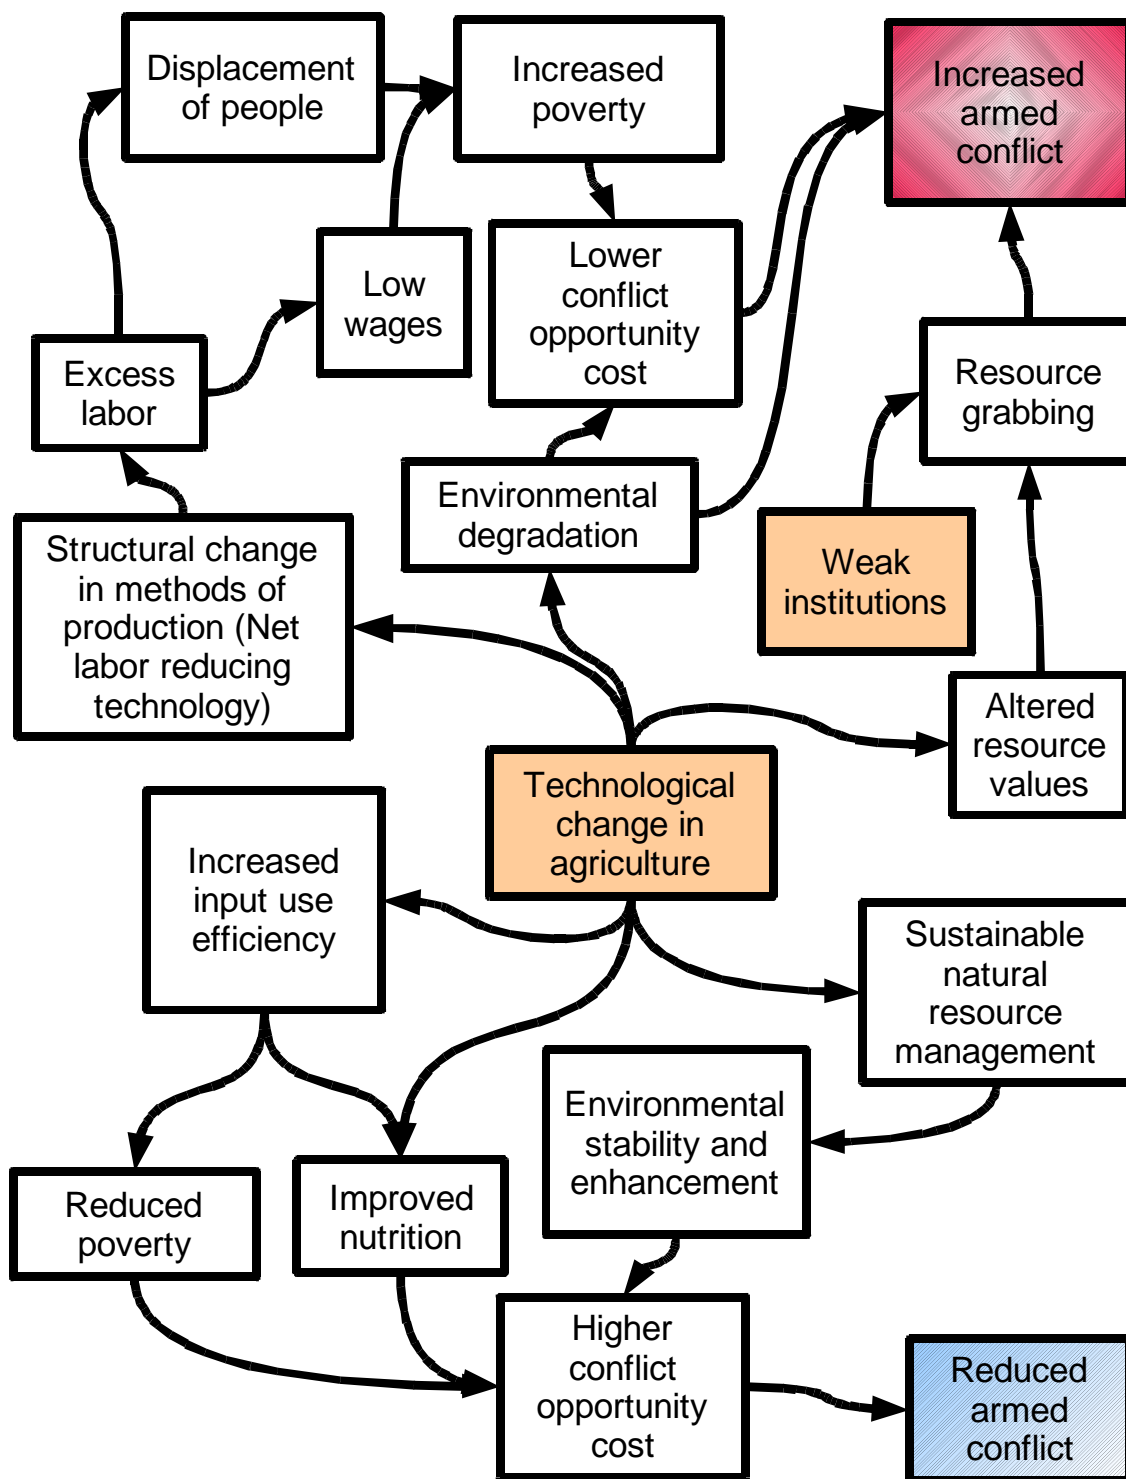 Displacement
of people
Increased
poverty
Increased
armed
conflict
Lower
conflict
opportunity
cost
Low
wages
Excess
labor
Resource
grabbing
Environmental
degradation
Structural change
in methods of
production (Net
labor reducing
technology)
Weak
institutions
Altered
resource
values
Technological
change in
agriculture
Increased
input use
efficiency
Sustainable
natural
resource
management
Environmental
stability and
enhancement
Reduced
poverty
Improved
nutrition
Higher
conflict
opportunity
cost
Reduced
armed
conflict